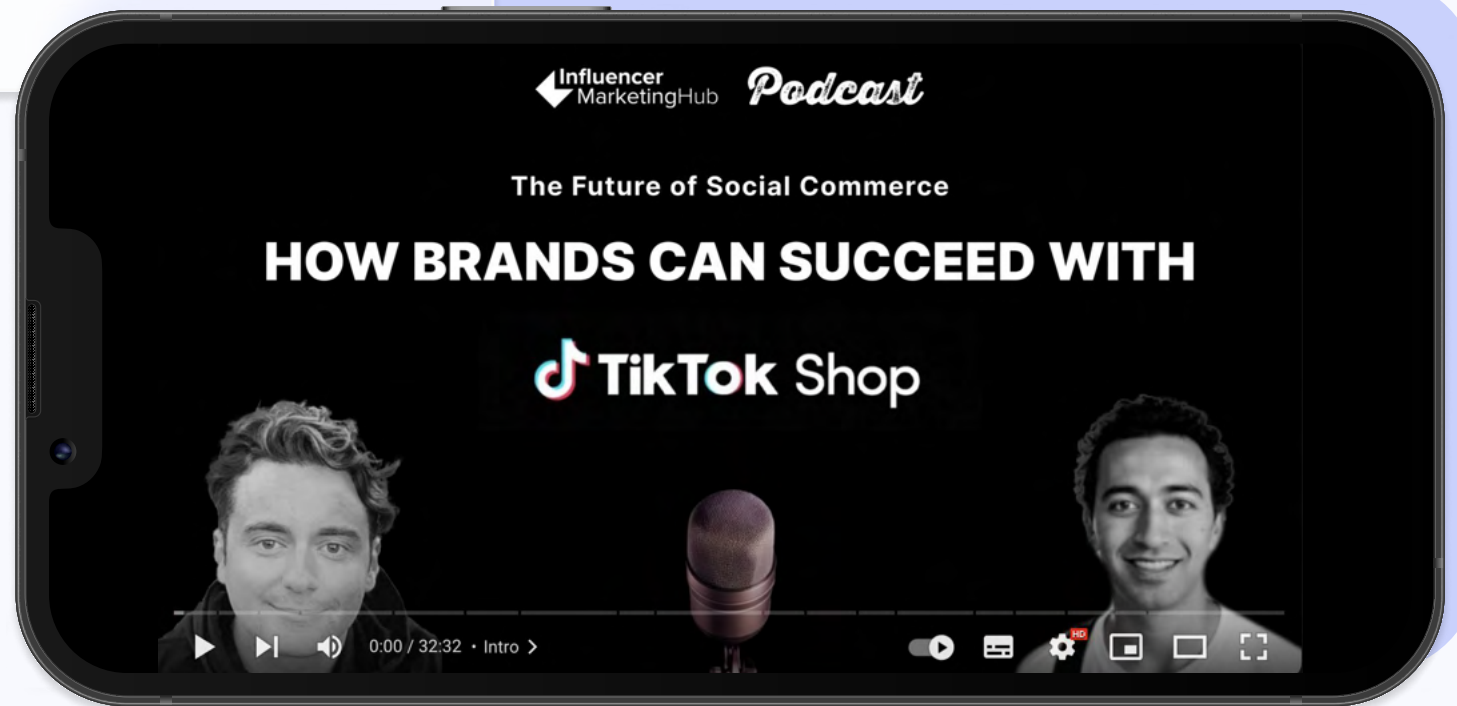 Influencer
MarketingHub
Podcast
The Future of Social Commerce
HOW BRANDS CAN SUCCEED WITH
TikTok Shop
0:00 / 32:32 • Intro >
HD